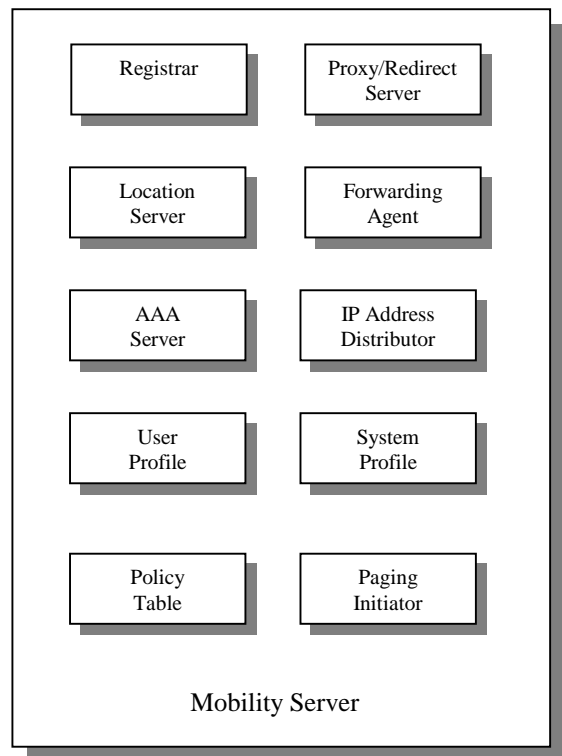 Registrar
Proxy/Redirect
Server
Location
Server
Forwarding
Agent
AAA
Server
IP Address
Distributor
User
Profile
System
Profile
Policy
Table
Paging
Initiator
Mobility Server